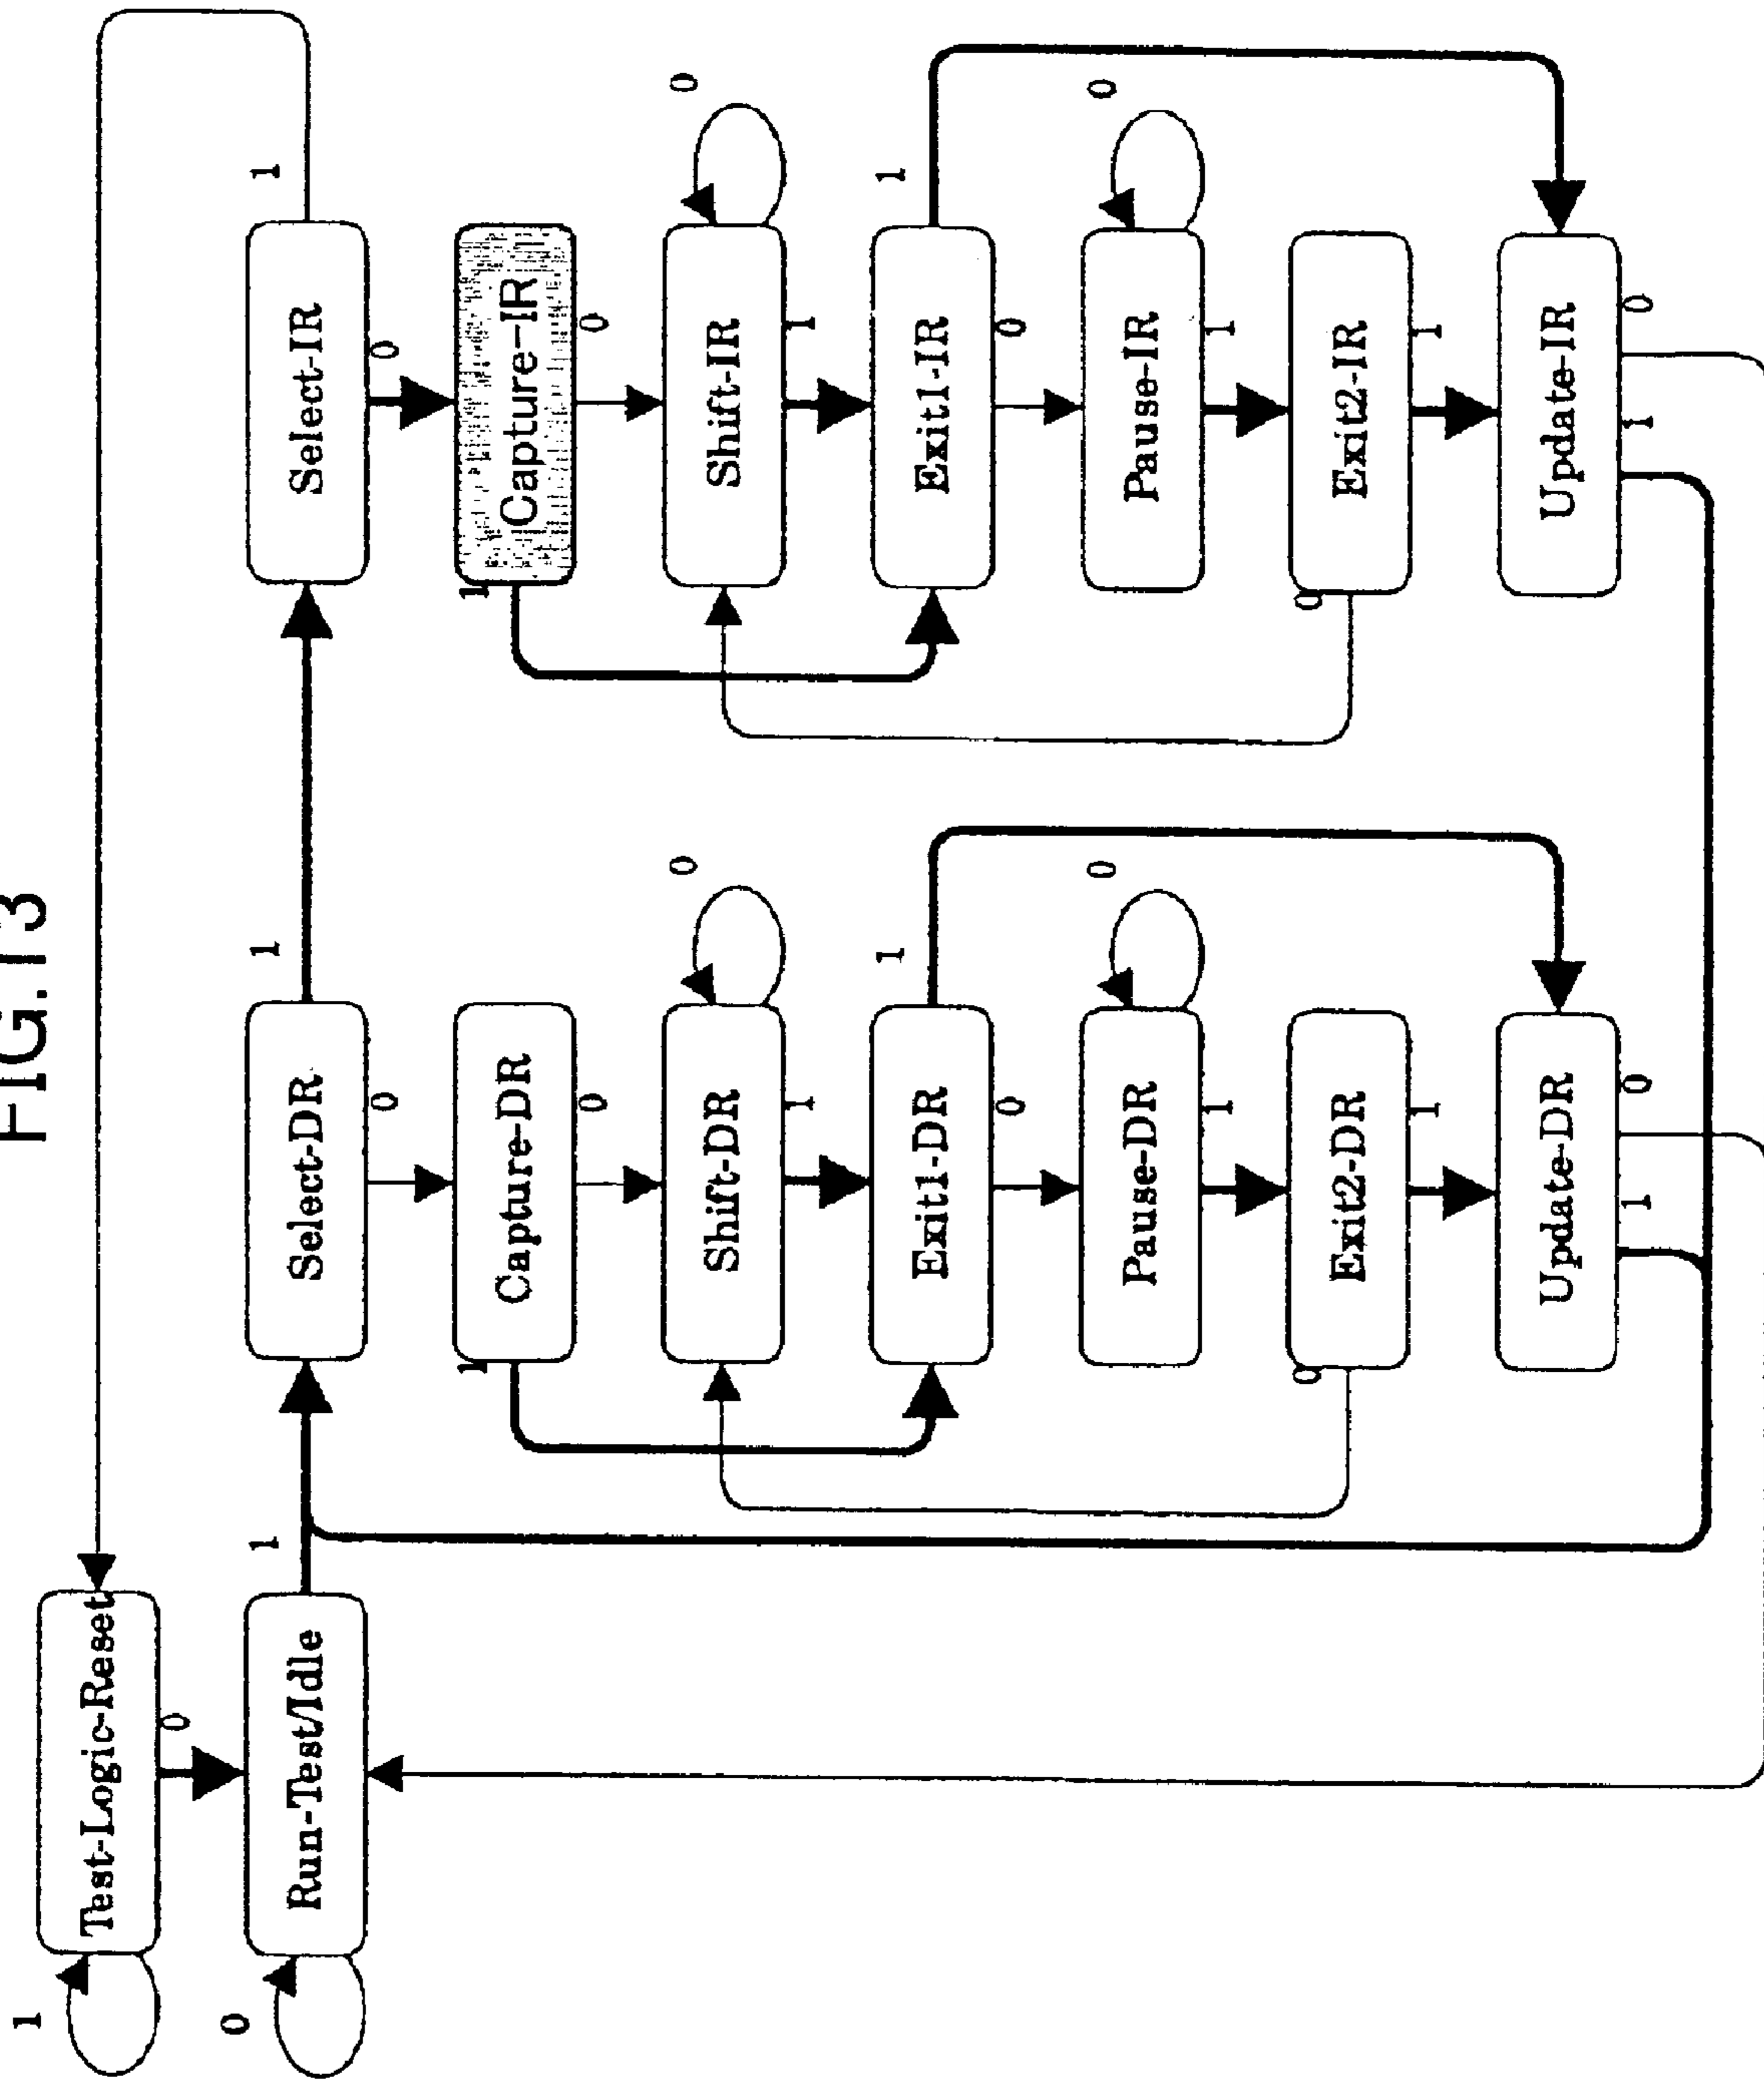 FIG.13
1
Test-Logic-Reset
0
0
Run-Test/Idle
1
Select-DR
1
0
Capture-DR
1
0
Shift-DR
0
1
Exit1-DR
1
0
Pause-DR
0
1
Exit2-DR
0
1
Update-DR
1
0
Select-IR
1
0
Capture-IR
1
0
Shift-IR
0
1
Exit1-IR
1
0
Pause-IR
0
1
Exit2-IR
0
1
Update-IR
1
0